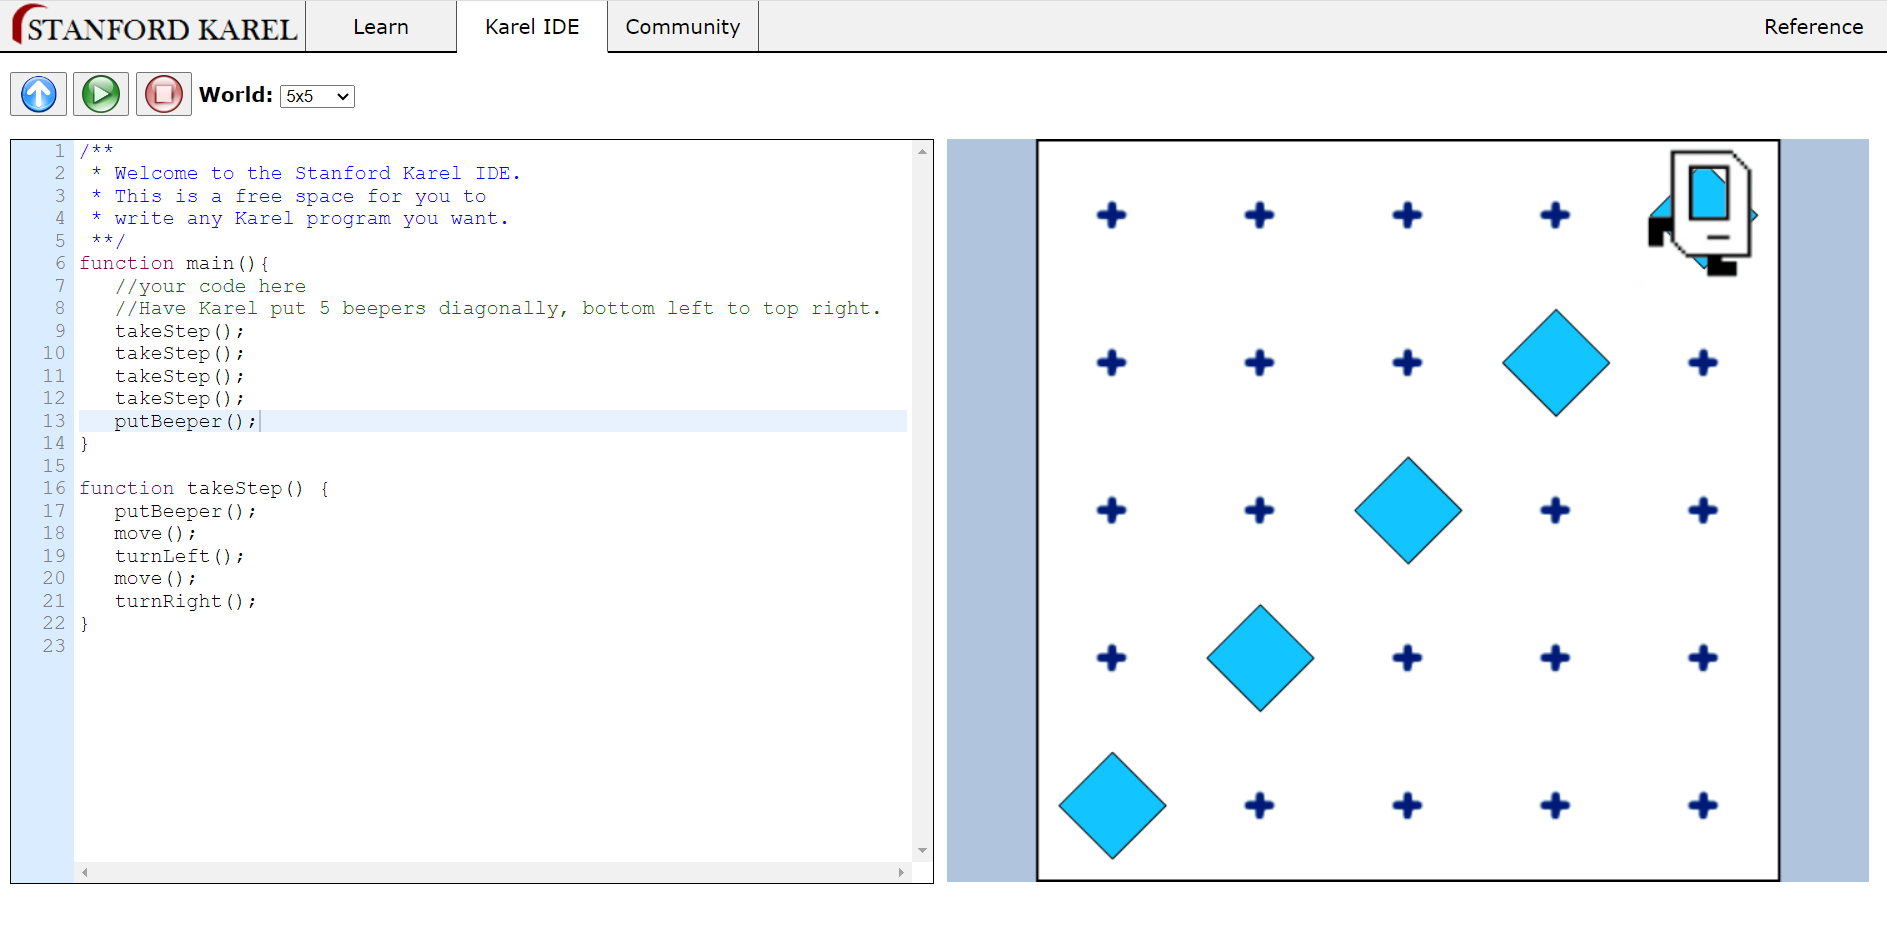 STANFORD KAREL Learn Karel IDE Community Reference
World: 5x5
1 /**
2  * Welcome to the Stanford Karel IDE.
3  * This is a free space for you to
4  * write any Karel program you want.
5  **/
6 function main(){
7    //your code here
8    //Have Karel put 5 beepers diagonally, bottom left to top right.
9    takeStep();
10    takeStep();
11    takeStep();
12    takeStep();
13    putBeeper();
14 }
15
16 function takeStep() {
17    putBeeper();
18    move();
19    turnLeft();
20    move();
21    turnRight();
22 }
23